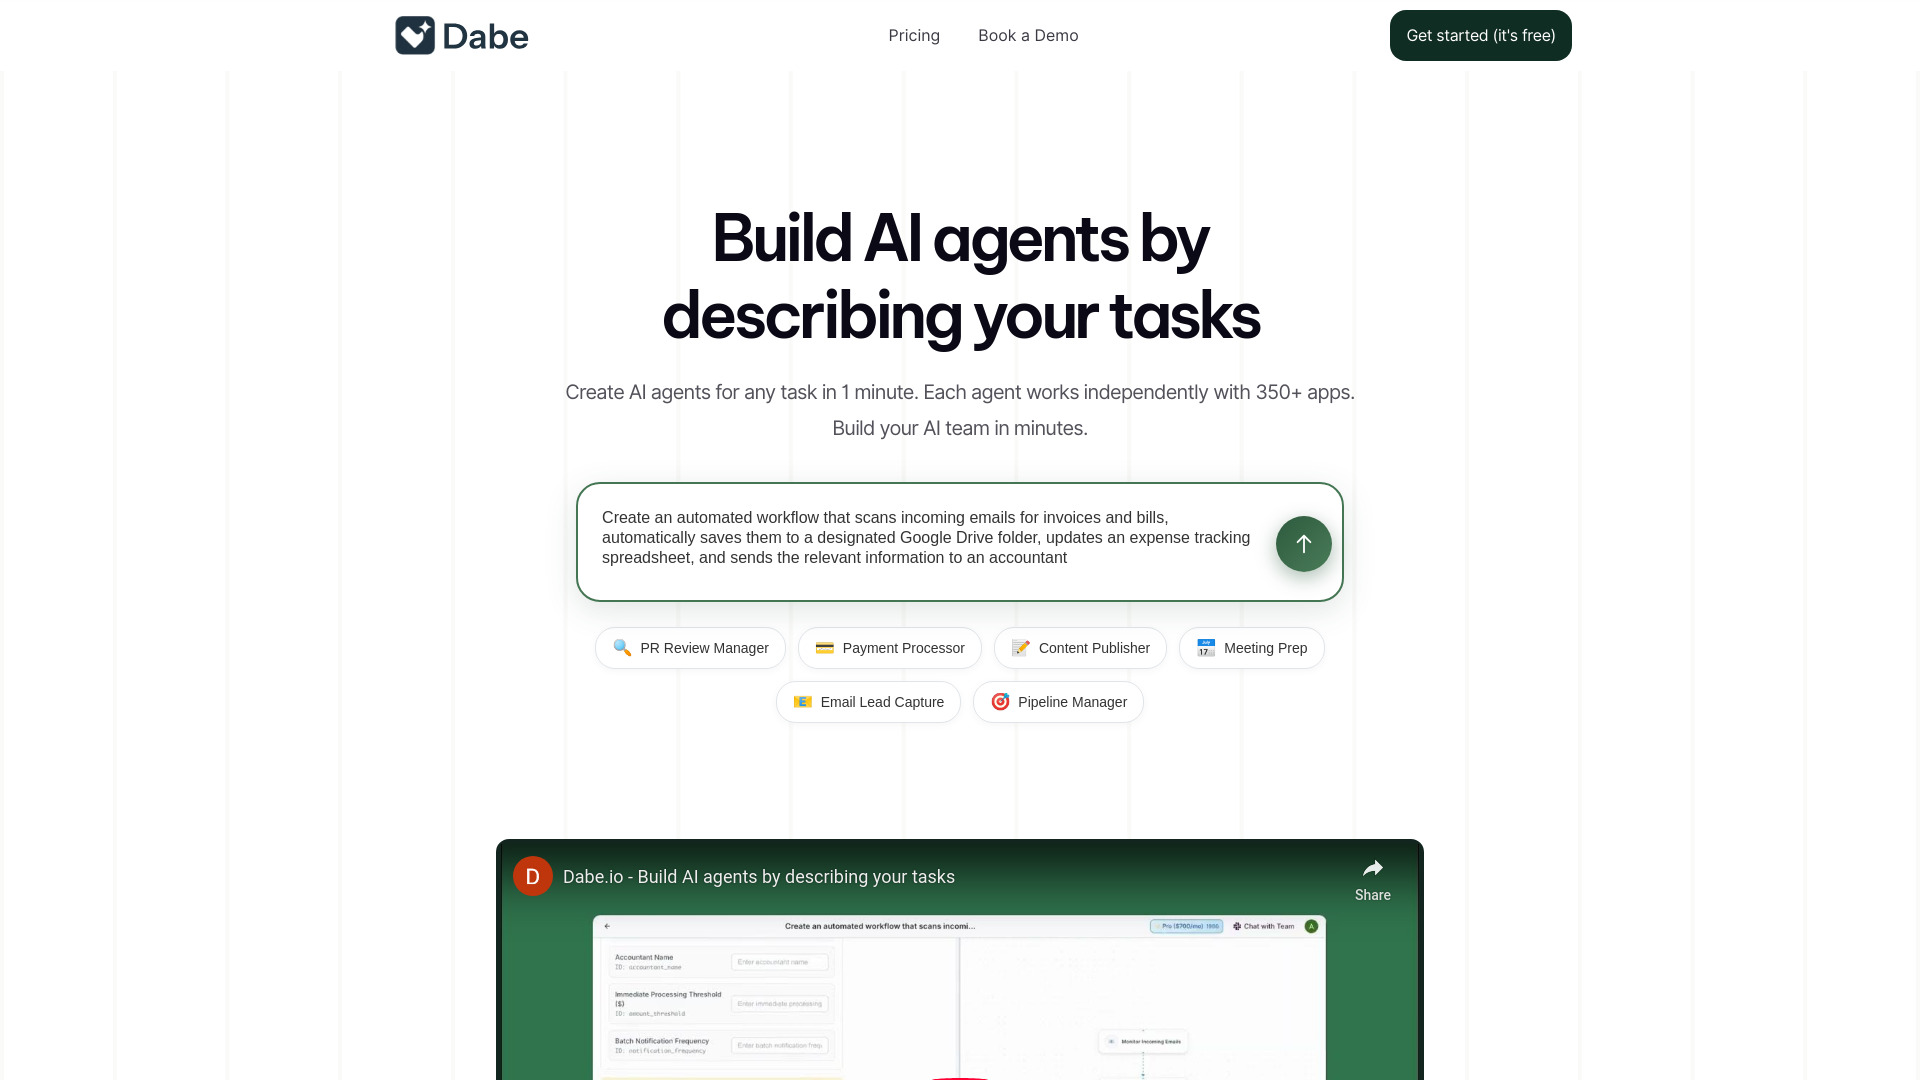 Dabe
Pricing
Book a Demo
Get started (it's free)
Build AI agents by
describing your tasks
Create AI agents for any task in 1 minute. Each agent works independently with 350+ apps.
Build your AI team in minutes.
Create an automated workflow that scans incoming emails for invoices and bills,
automatically saves them to a designated Google Drive folder, updates an expense tracking
spreadsheet, and sends the relevant information to an accountant
PR Review Manager
Payment Processor
Content Publisher
Meeting Prep
Email Lead Capture
Pipeline Manager
D
Dabe.io - Build AI agents by describing your tasks
Share
Create an automated workflow that scans incomi...
Pro ($700/mo)
Chat with Team
A
Accountant Name
ID: accountant_name
Enter accountant name
Immediate Processing Threshold
($)
ID: amount_threshold
Enter immediate processing
Batch Notification Frequency
ID: notification_frequency
Enter batch notification freq
Monitor Incoming Emails